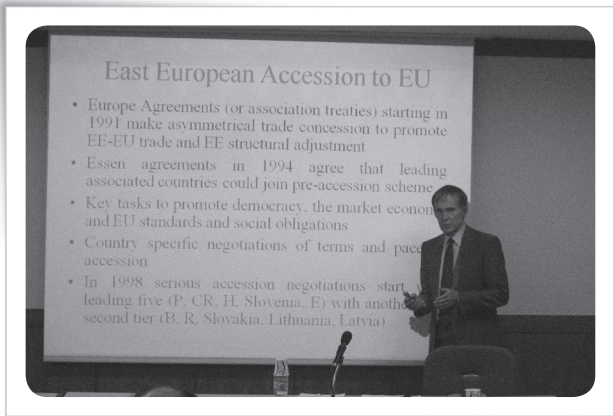 East European Accession to EU
• Europe Agreements (or association treaties) starting in
1991 make asymmetrical trade concession to promote
EE-EU trade and EE structural adjustment
• Essen agreements in 1994 agree that leading
associated countries could join pre-accession scheme
• Key tasks to promote democracy, the market econom
and EU standards and social obligations
• Country specific negotiations of terms and pace
accession
• In 1998 serious accession negotiations start
leading five (P, CR, H, Slovenia, E) with anothe
second tier (B, R, Slovakia, Lithuania, Latvia)